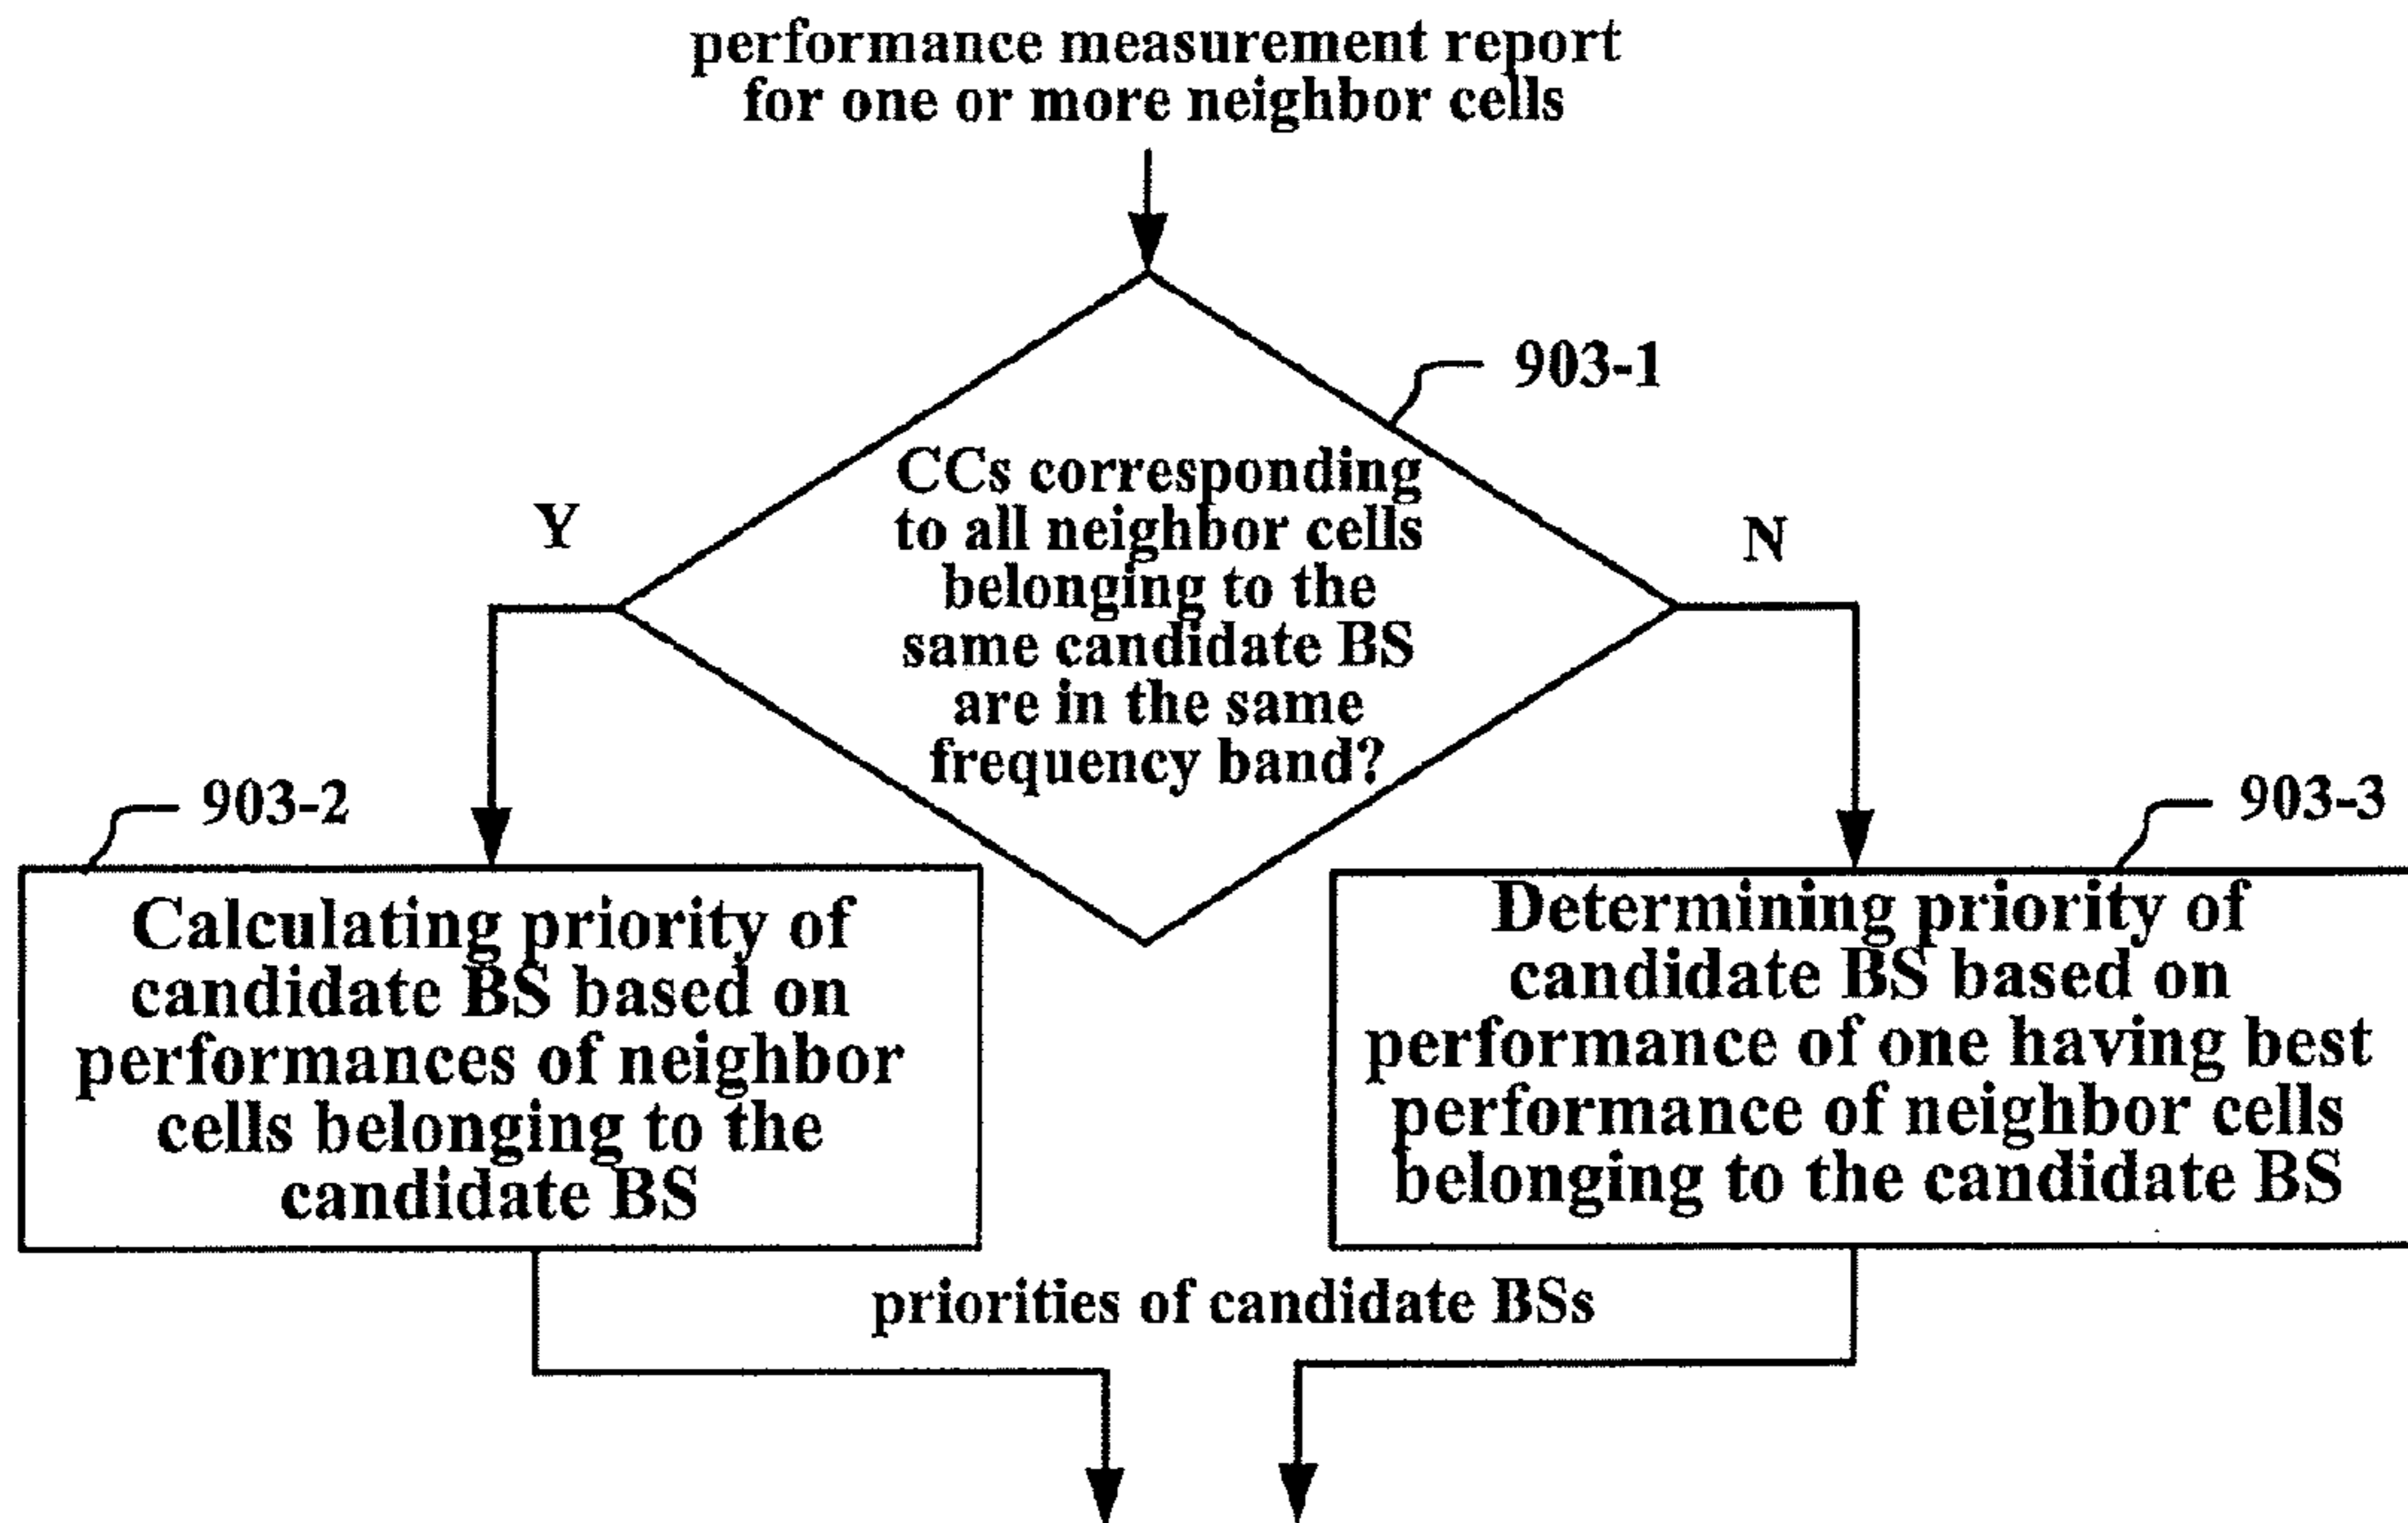 performance measurement report
for one or more neighbor cells
903-1
CCs corresponding
to all neighbor cells
belonging to the
same candidate BS
are in the same
frequency band?
Y
N
903-2
903-3
Calculating priority of
candidate BS based on
performances of neighbor
cells belonging to the
candidate BS
Determining priority of
candidate BS based on
performance of one having best
performance of neighbor cells
belonging to the candidate BS
priorities of candidate BSs